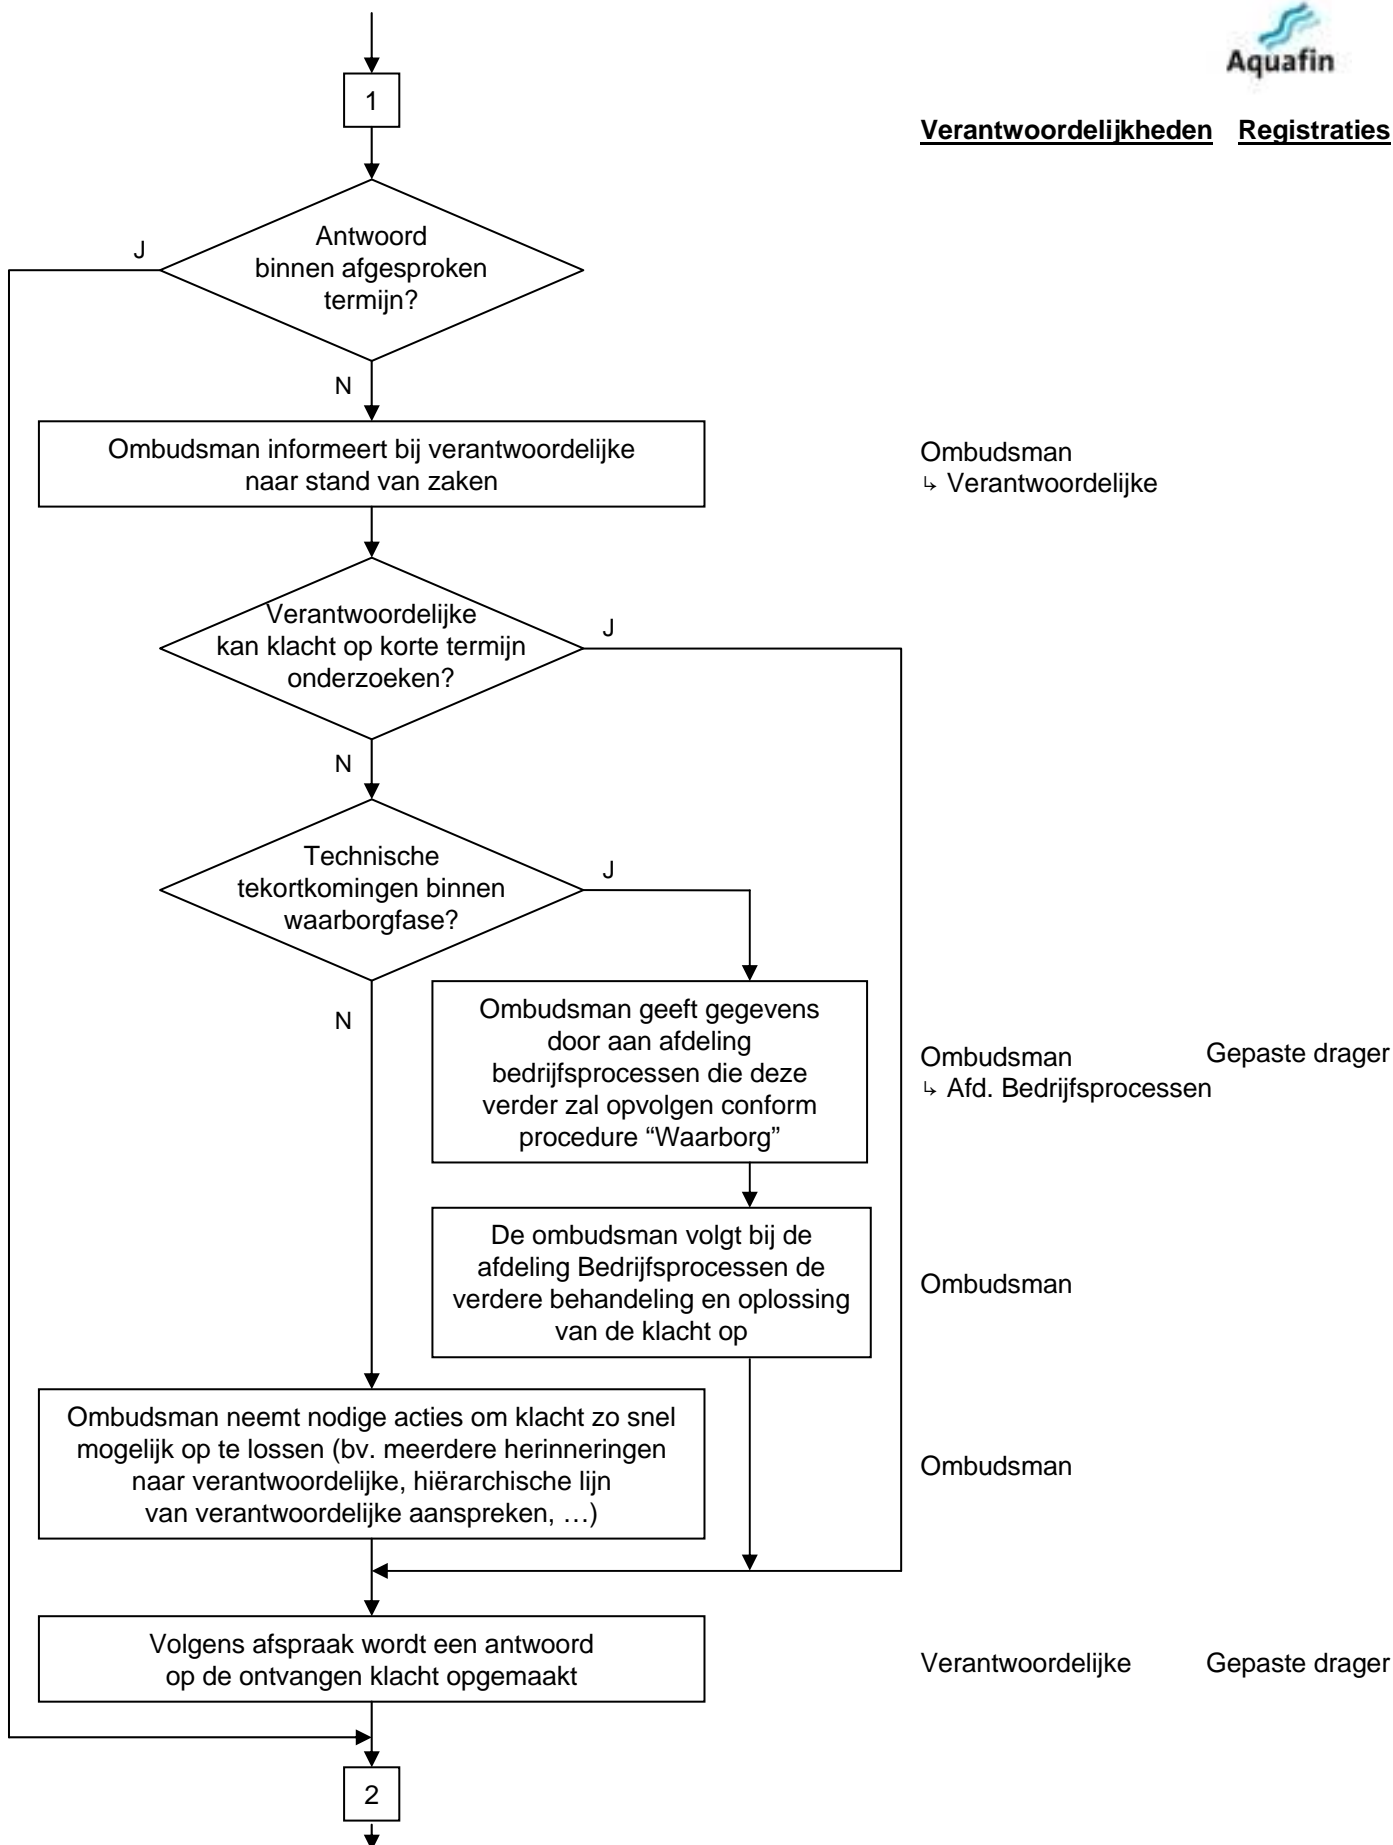 Aquafin
1
Verantwoordelijkheden Registraties
Antwoord
binnen afgesproken
termijn?
J
N
Ombudsman informeert bij verantwoordelijke
naar stand van zaken
Ombudsman
↳ Verantwoordelijke
Verantwoordelijke
kan klacht op korte termijn
onderzoeken?
J
N
Technische
tekortkomingen binnen
waarborgfase?
J
N
Ombudsman geeft gegevens
door aan afdeling
bedrijfsprocessen die deze
verder zal opvolgen conform
procedure “Waarborg”
Ombudsman
↳ Afd. Bedrijfsprocessen
Gepaste drager
De ombudsman volgt bij de
afdeling Bedrijfsprocessen de
verdere behandeling en oplossing
van de klacht op
Ombudsman
Ombudsman neemt nodige acties om klacht zo snel
mogelijk op te lossen (bv. meerdere herinneringen
naar verantwoordelijke, hiërarchische lijn
van verantwoordelijke aanspreken, …)
Ombudsman
Volgens afspraak wordt een antwoord
op de ontvangen klacht opgemaakt
Verantwoordelijke
Gepaste drager
2